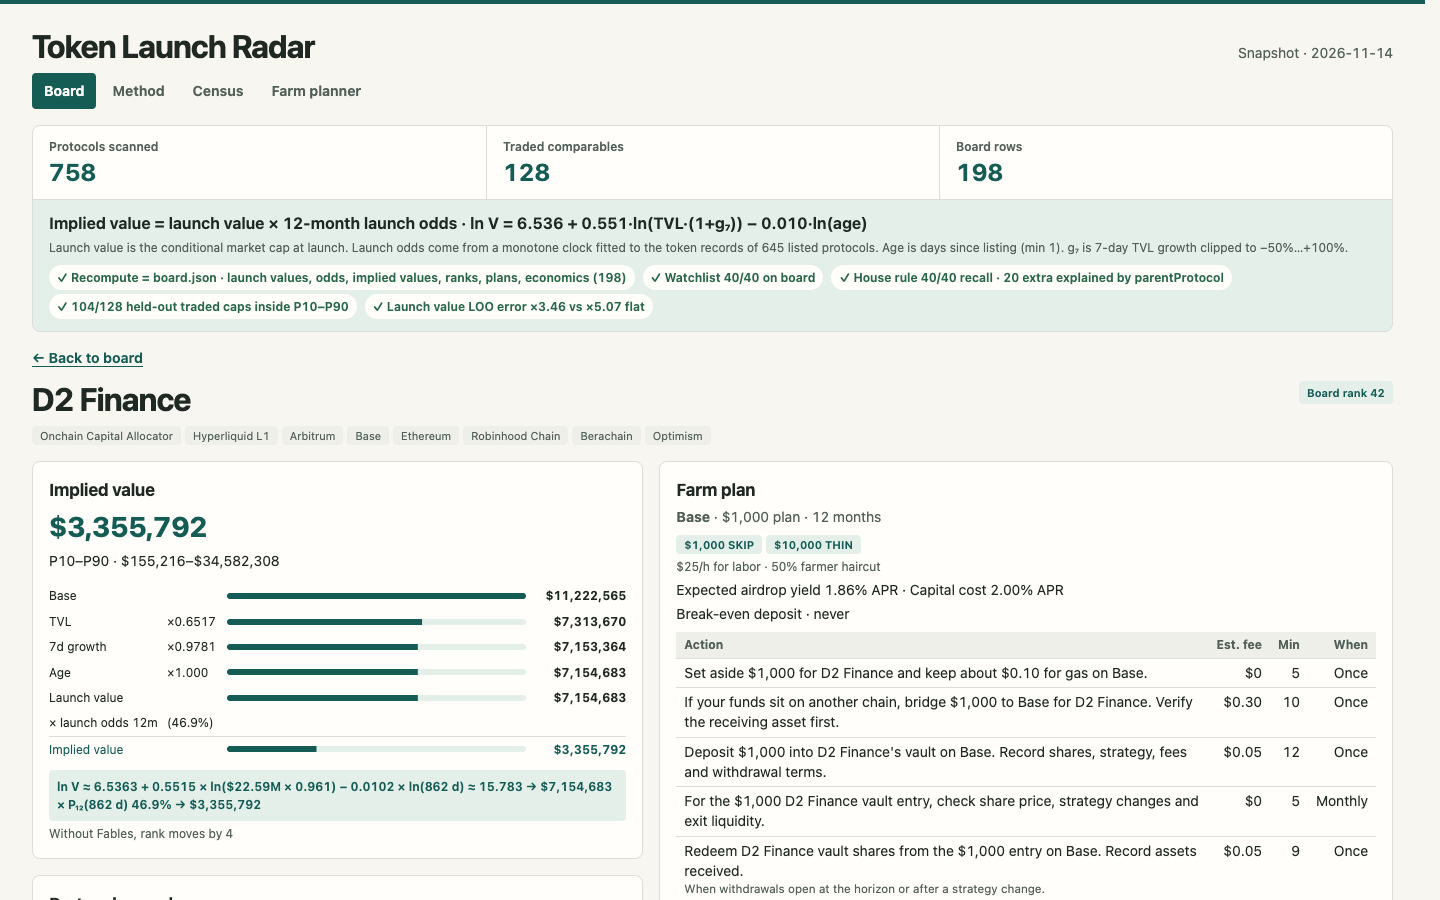 Token Launch Radar
Snapshot · 2026-11-14
Board Method Census Farm planner
Protocols scanned
758
Traded comparables
128
Board rows
198
Implied value = launch value × 12-month launch odds · ln V = 6.536 + 0.551·ln(TVL·(1+g₇)) − 0.010·ln(age)
Launch value is the conditional market cap at launch. Launch odds come from a monotone clock fitted to the token records of 645 listed protocols. Age is days since listing (min 1). g₇ is 7-day TVL growth clipped to −50%…+100%.
✓ Recompute = board.json · launch values, odds, implied values, ranks, plans, economics (198)
✓ Watchlist 40/40 on board
✓ House rule 40/40 recall · 20 extra explained by parentProtocol
✓ 104/128 held-out traded caps inside P10–P90
✓ Launch value LOO error ×3.46 vs ×5.07 flat
← Back to board
D2 Finance
Board rank 42
Onchain Capital Allocator Hyperliquid L1 Arbitrum Base Ethereum Robinhood Chain Berachain Optimism
Implied value
$3,355,792
P10–P90 · $155,216–$34,582,308
Base $11,222,565
TVL ×0.6517 $7,313,670
7d growth ×0.9781 $7,153,364
Age ×1.000 $7,154,683
Launch value $7,154,683
× launch odds 12m (46.9%)
Implied value $3,355,792
ln V ≈ 6.5363 + 0.5515 × ln($22.59M × 0.961) − 0.0102 × ln(862 d) ≈ 15.783 → $7,154,683
× P₁₂(862 d) 46.9% → $3,355,792
Without Fables, rank moves by 4
Farm plan
Base · $1,000 plan · 12 months
$1,000 SKIP $10,000 THIN
$25/h for labor · 50% farmer haircut
Expected airdrop yield 1.86% APR · Capital cost 2.00% APR
Break-even deposit · never
Action Est. fee Min When
Set aside $1,000 for D2 Finance and keep about $0.10 for gas on Base. $0 5 Once
If your funds sit on another chain, bridge $1,000 to Base for D2 Finance. Verify
the receiving asset first. $0.30 10 Once
Deposit $1,000 into D2 Finance's vault on Base. Record shares, strategy, fees
and withdrawal terms. $0.05 12 Once
For the $1,000 D2 Finance vault entry, check share price, strategy changes and
exit liquidity. $0 5 Monthly
Redeem D2 Finance vault shares from the $1,000 entry on Base. Record assets
received. $0.05 9 Once
When withdrawals open at the horizon or after a strategy change.